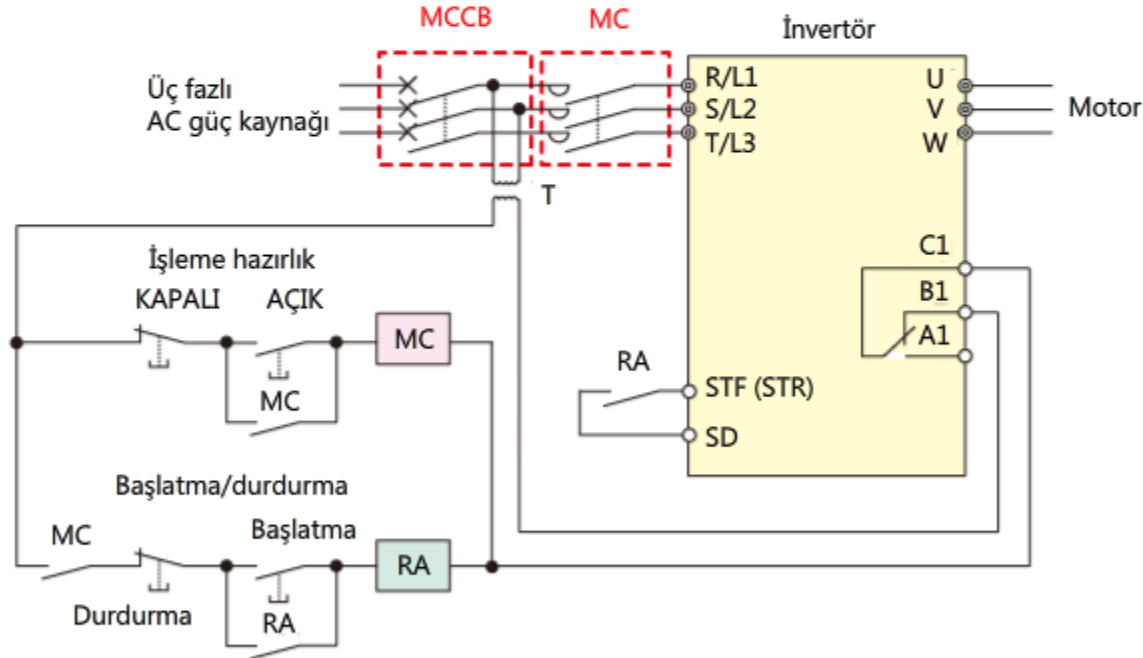 MCCB
MC
İnvertör
Üç fazlı
AC güç kaynağı
R/L1
S/L2
T/L3
U
V
W
Motor
T
İşleme hazırlık
KAPALI
AÇIK
MC
MC
C1
B1
A1
RA
STF (STR)
SD
Başlatma/durdurma
MC
Başlatma
RA
Durdurma
RA